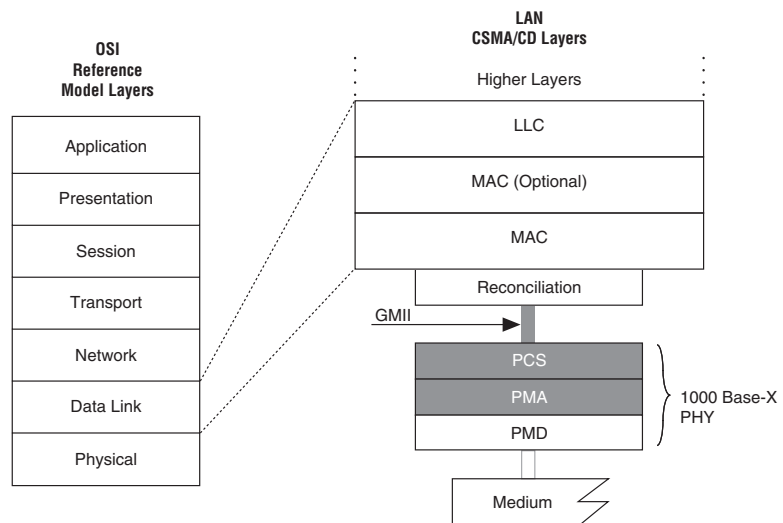 OSI
Reference
Model Layers
Application
Presentation
Session
Transport
Network
Data Link
Physical
LAN
CSMA/CD Layers
Higher Layers
LLC
MAC (Optional)
MAC
Reconciliation
GMII
PCS
PMA
PMD
1000 Base-X
PHY
Medium